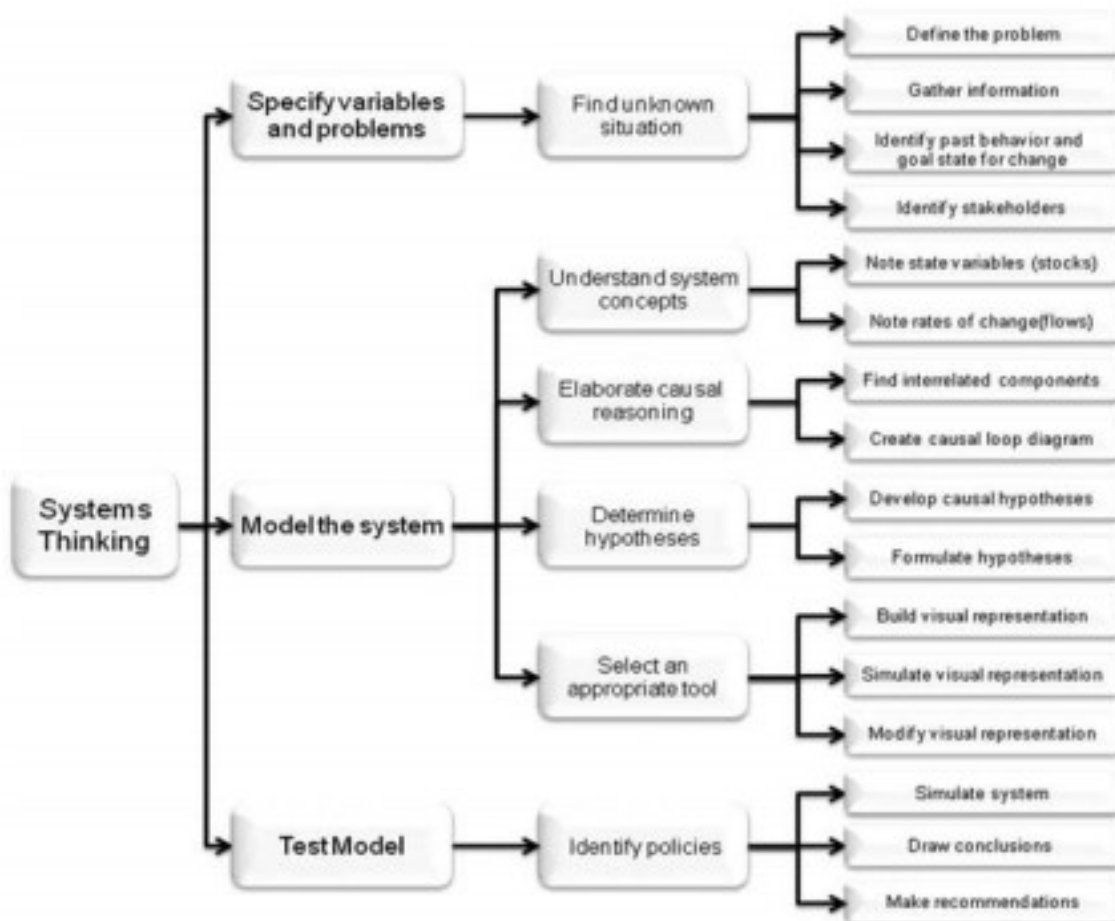 Define the problem
Specify variables
and problems
Find unknown
situation
Gather information
Identify past behavior and
goal state for change
Identify stakeholders
Understand system
concepts
Note state variables (stocks)
Note rates of change(flows)
Elaborate causal
reasoning
Find interrelated components
Create causal loop diagram
Systems
Thinking
Model the system
Determine
hypotheses
Develop causal hypotheses
Formulate hypotheses
Select an
appropriate tool
Build visual representation
Simulate visual representation
Modify visual representation
Test Model
Identify policies
Simulate system
Draw conclusions
Make recommendations